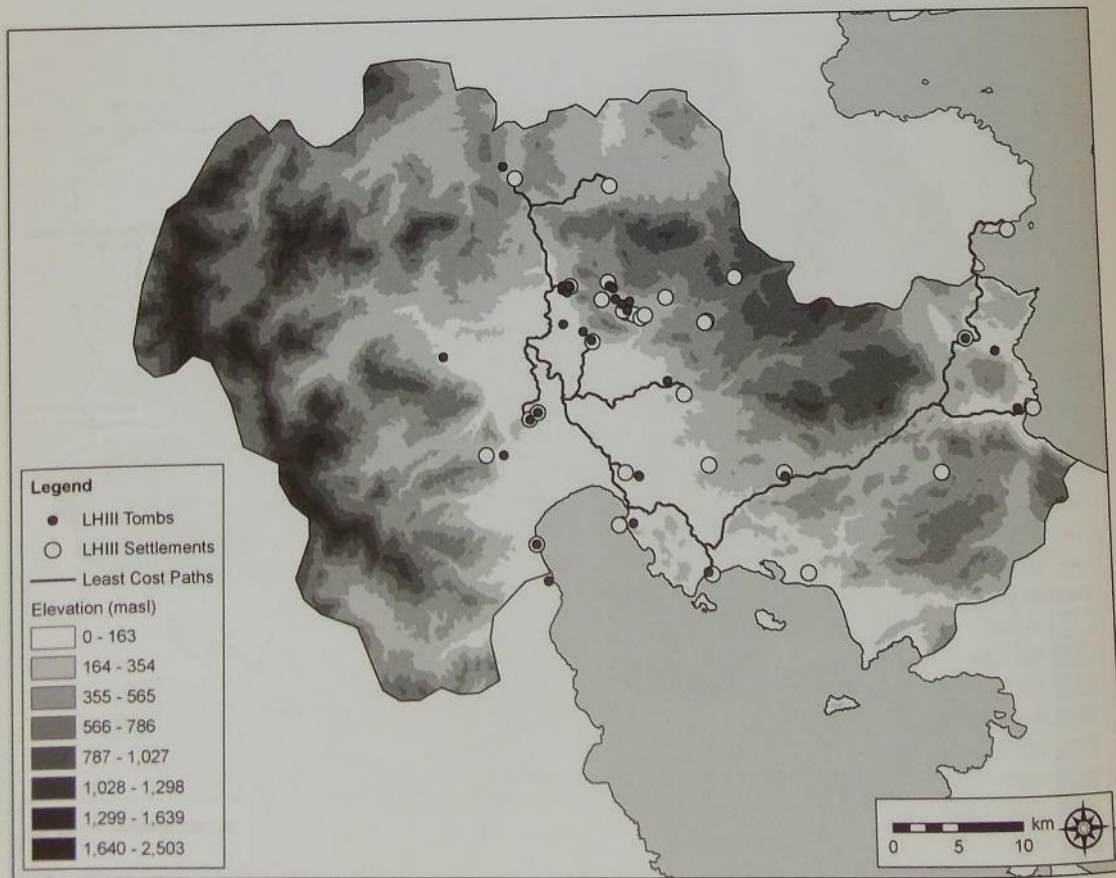 Legend
LHIII Tombs
LHIII Settlements
Least Cost Paths
Elevation (masl)
0 - 163
164 - 354
355 - 565
566 - 786
787 - 1,027
1,028 - 1,298
1,299 - 1,639
1,640 - 2,503
km
0 5 10